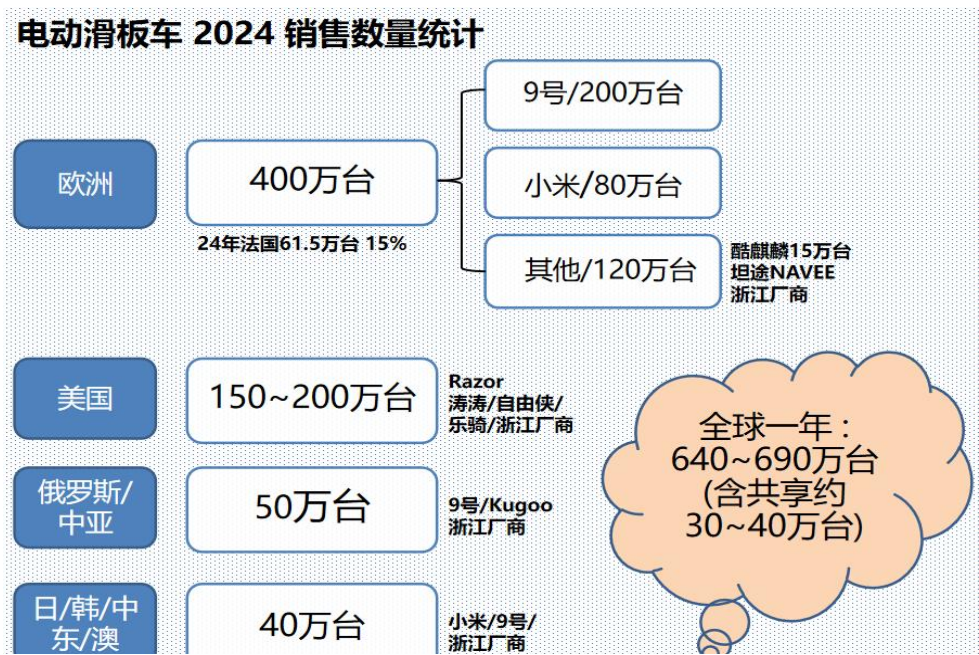 电动滑板车 2024 销售数量统计
9号/200万台
欧洲
400万台
小米/80万台
24年法国61.5万台 15%
其他/120万台
酷麒麟15万台
坦途NAVEE
浙江厂商
美国
150~200万台
Razor
涛涛/自由侠/
乐骑/浙江厂商
全球一年：
640~690万台
(含共享约
30~40万台)
俄罗斯/
中亚
50万台
9号/Kugoo
浙江厂商
日/韩/中
东/澳
40万台
小米/9号/
浙江厂商